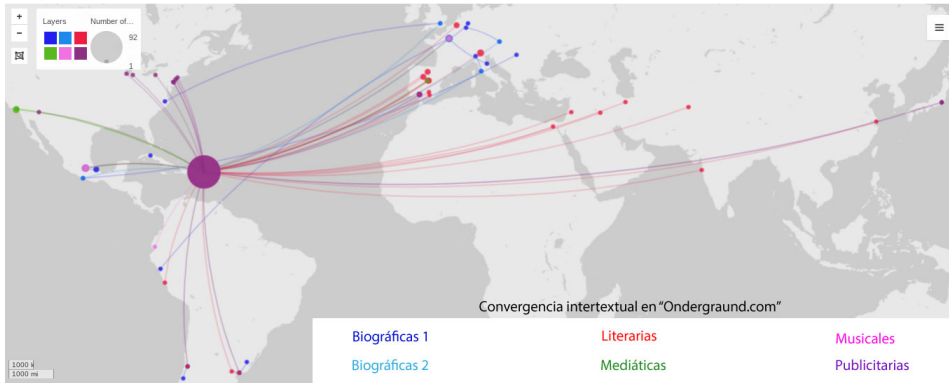 +
−
Layers
Number of...
92
1
≡
1000 k
1000 mi
Convergencia intertextual en "Ondergraund.com"
Biográficas 1
Literarias
Musicales
Biográficas 2
Mediáticas
Publicitarias